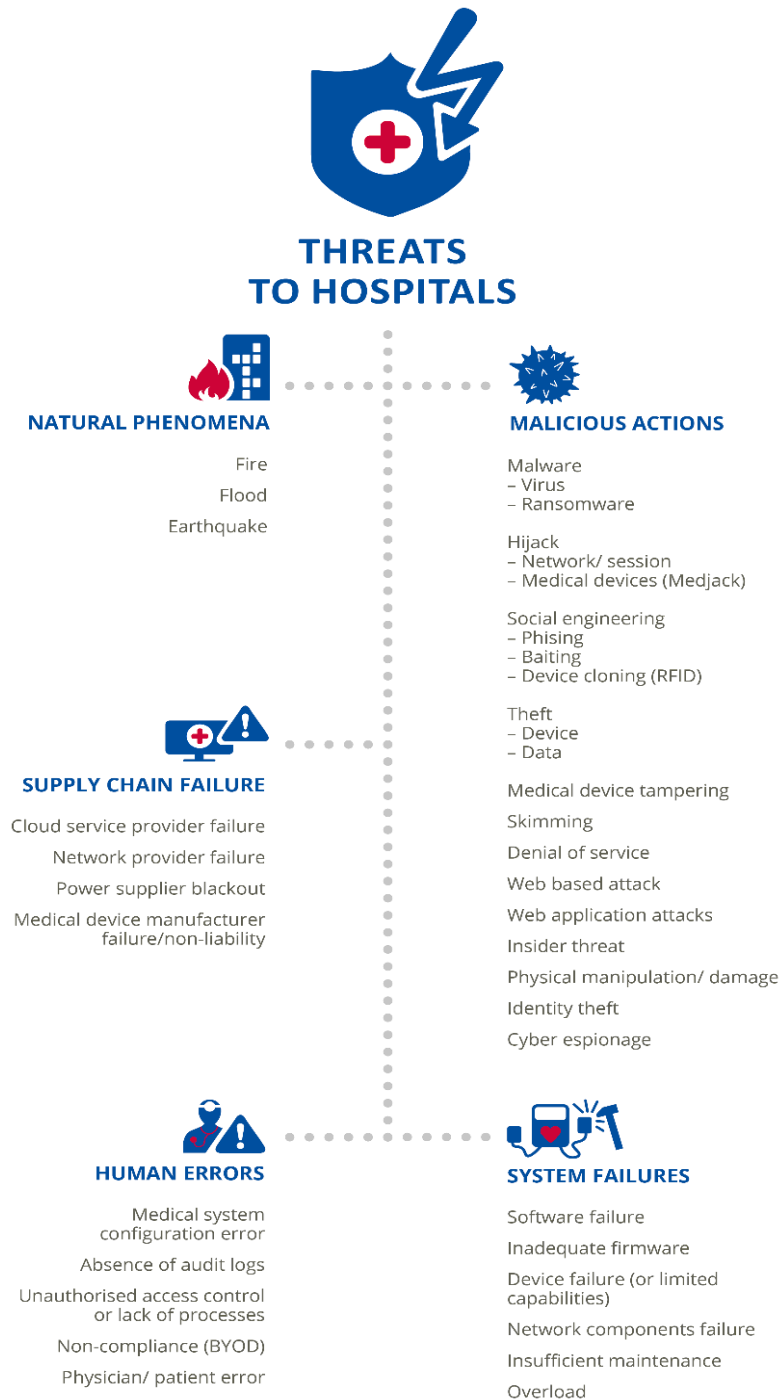 THREATS
TO HOSPITALS
NATURAL PHENOMENA
Fire
Flood
Earthquake
MALICIOUS ACTIONS
Malware
– Virus
– Ransomware
Hijack
– Network/ session
– Medical devices (Medjack)
Social engineering
– Phising
– Baiting
– Device cloning (RFID)
Theft
– Device
– Data
Medical device tampering
Skimming
Denial of service
Web based attack
Web application attacks
Insider threat
Physical manipulation/ damage
Identity theft
Cyber espionage
SUPPLY CHAIN FAILURE
Cloud service provider failure
Network provider failure
Power supplier blackout
Medical device manufacturer
failure/non-liability
HUMAN ERRORS
Medical system
configuration error
Absence of audit logs
Unauthorised access control
or lack of processes
Non-compliance (BYOD)
Physician/ patient error
SYSTEM FAILURES
Software failure
Inadequate firmware
Device failure (or limited
capabilities)
Network components failure
Insufficient maintenance
Overload